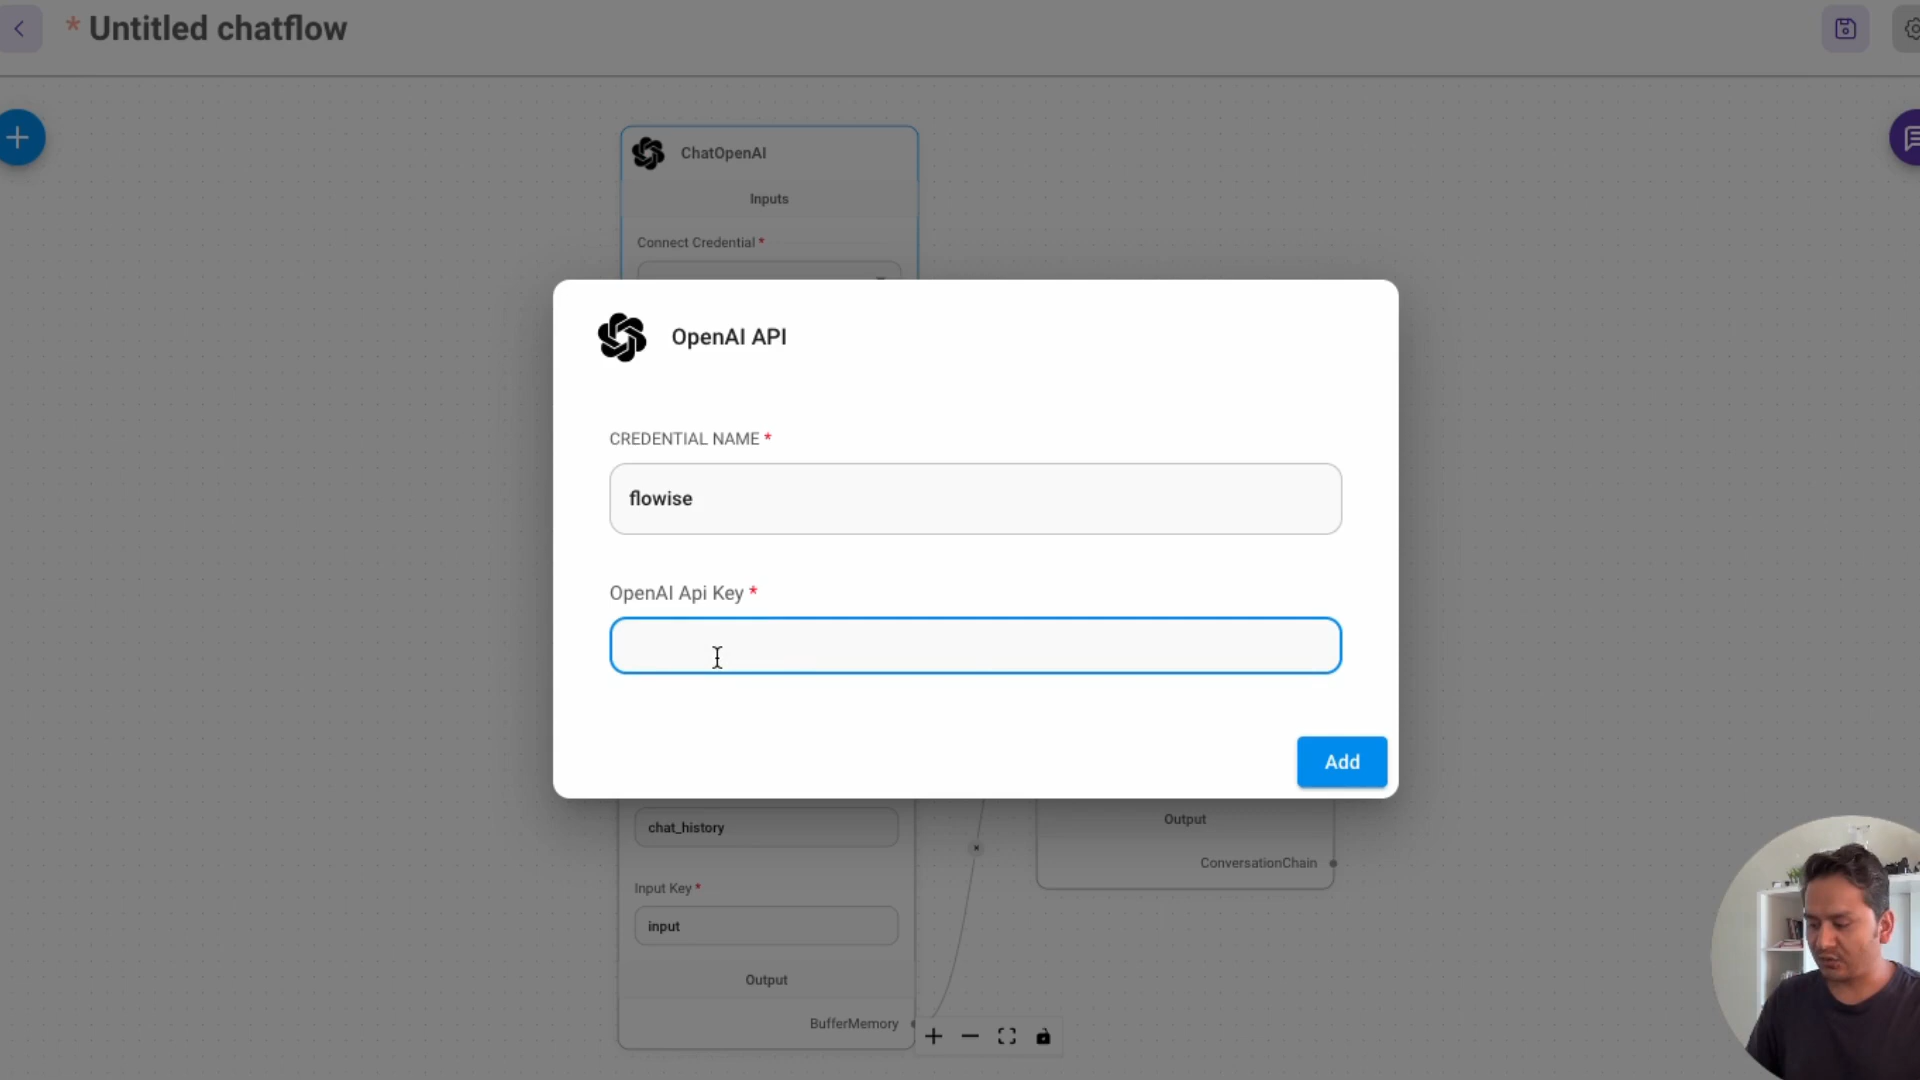 * Untitled chatflow
ChatOpenAI
Inputs
Connect Credential *
OpenAI API
CREDENTIAL NAME *
flowise
OpenAI Api Key *
Add
chat_history
Input Key *
input
Output
BufferMemory
Output
ConversationChain